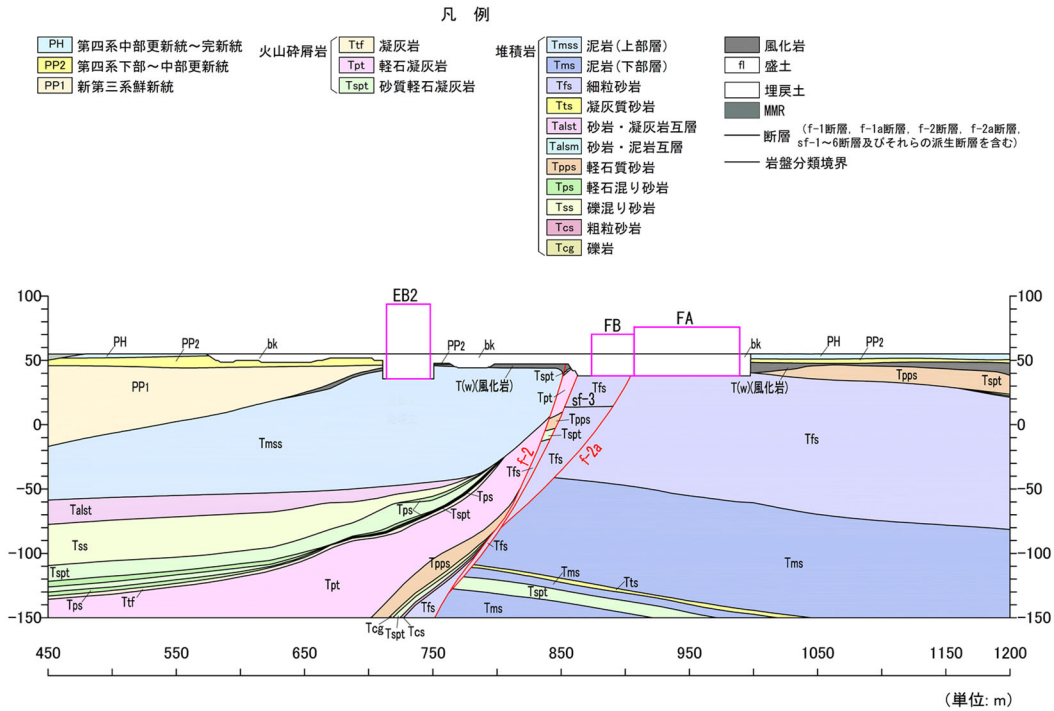 凡 例
PH 第四系中部更新統～完新統
PP2 第四系下部～中部更新統
PP1 新第三系鮮新統
火山砕屑岩
Ttf 凝灰岩
Tpt 軽石凝灰岩
Tspt 砂質軽石凝灰岩
堆積岩
Tmss 泥岩(上部層)
Tms 泥岩(下部層)
Tfs 細粒砂岩
Tts 凝灰質砂岩
Talst 砂岩・凝灰岩互層
Talsm 砂岩・泥岩互層
Tpps 軽石質砂岩
Tps 軽石混り砂岩
Tss 礫混り砂岩
Tcs 粗粒砂岩
Tcg 礫岩
風化岩
fl 盛土
埋戻土
MMR
断層 (f-1断層, f-1a断層, f-2断層, f-2a断層,
sf-1～6断層及びそれらの派生断層を含む)
岩盤分類境界
100 EB2 100
FB FA
PH PP2 bk PP2 bk bk PH PP2
50 50
Tspt T(w)(風化岩) T(w)(風化岩) Tpps Tspt
PP1 Tpt Tfs
sf-3
0 Tmss Tpps 0
Tspt Tfs
f-2 f-2a
Tfs Tfs
-50 -50
Talst Tps
Tps Tspt
Tss
-100 Tfs -100
Tspt Tpps Tms Tms
Tts
Tps Ttf Tpt Tspt
Tfs Tms
-150 -150
Tcg Tspt Tcs
450 550 650 750 850 950 1050 1150 1200
(単位: m)